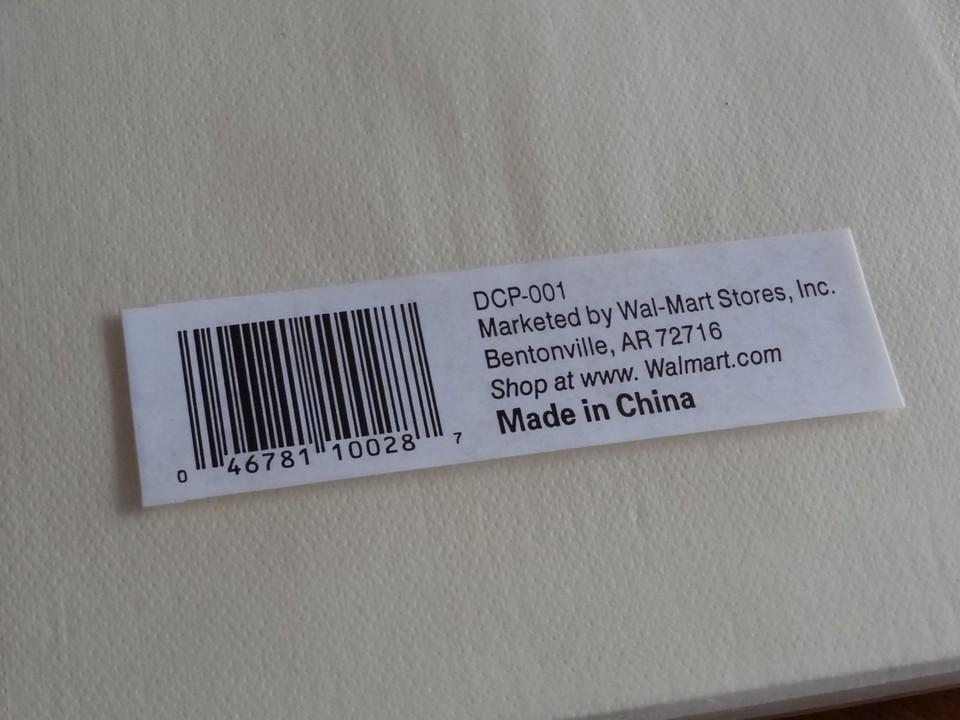 0 46781 10028 7
DCP-001
Marketed by Wal-Mart Stores, Inc.
Bentonville, AR 72716
Shop at www. Walmart.com
Made in China